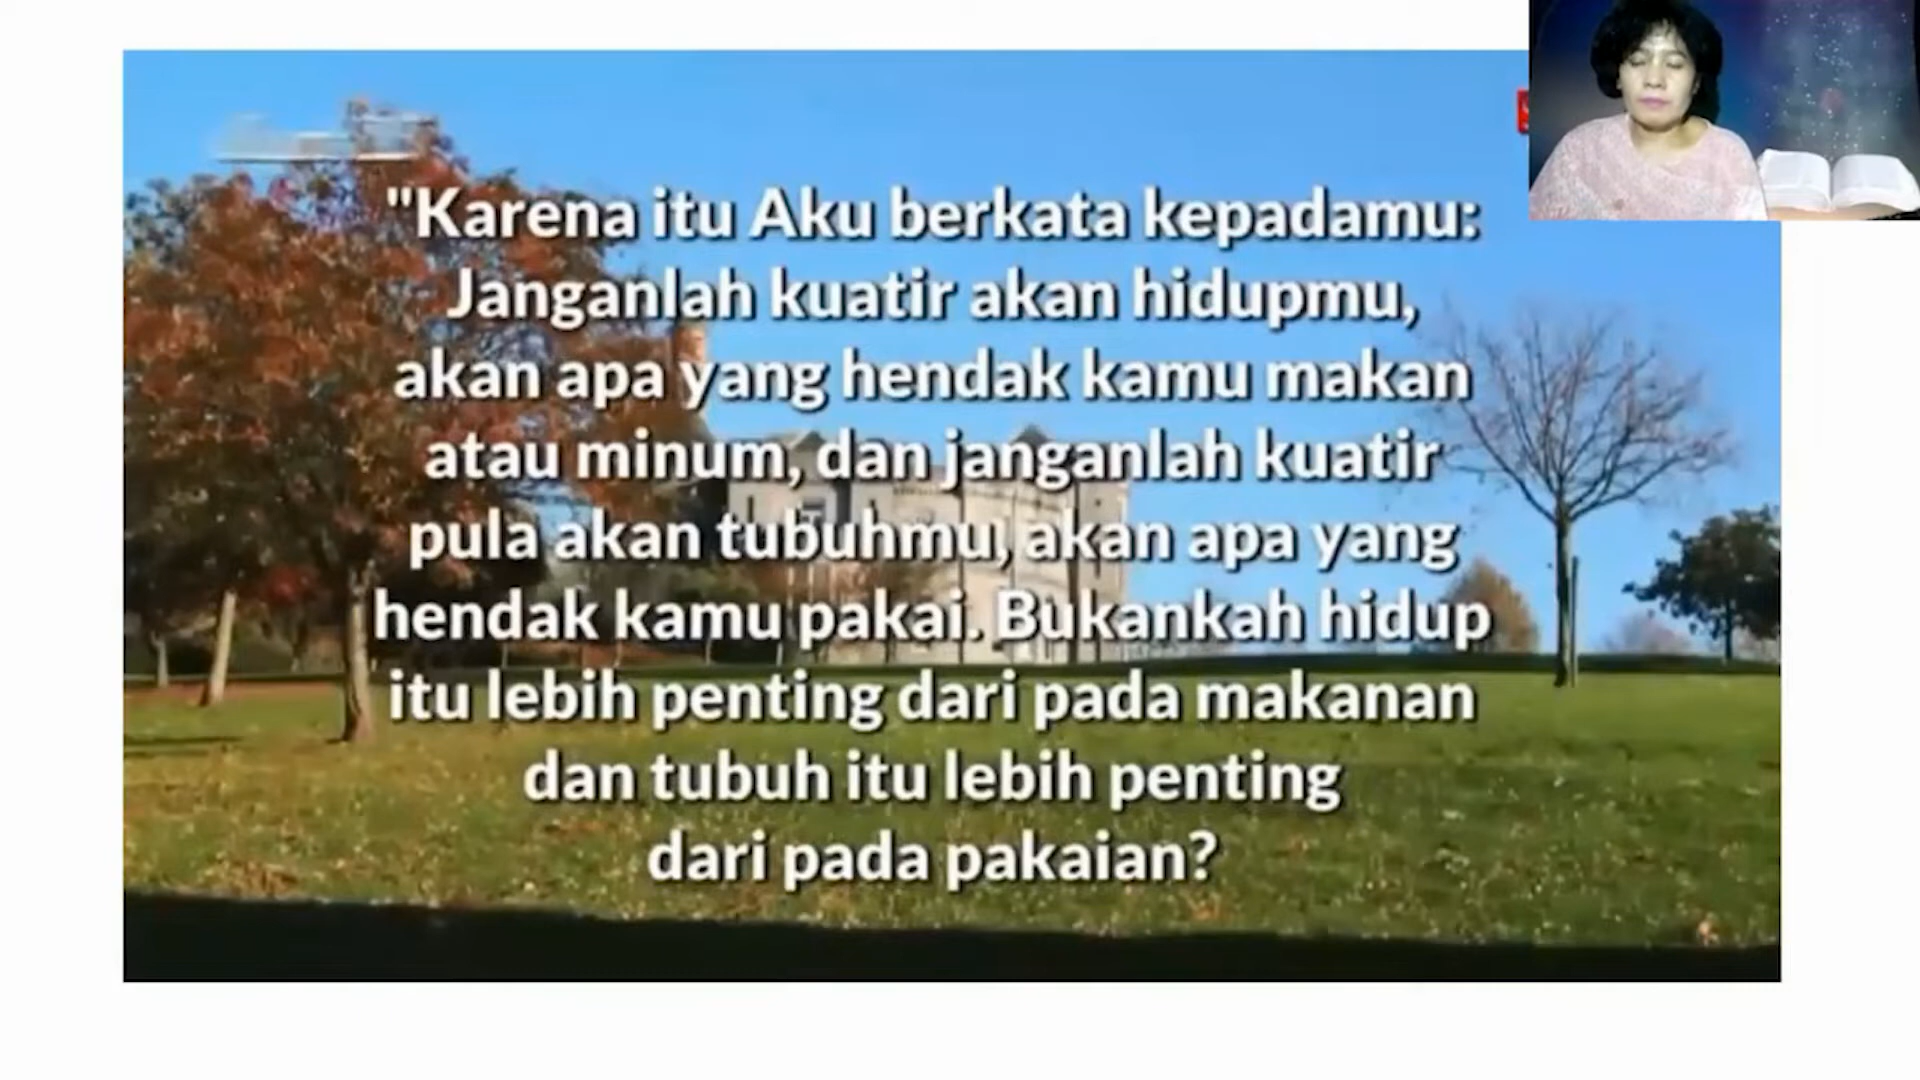 "Karena itu Aku berkata kepadamu:
Janganlah kuatir akan hidupmu,
akan apa yang hendak kamu makan
atau minum, dan janganlah kuatir
pula akan tubuhmu, akan apa yang
hendak kamu pakai. Bukankah hidup
itu lebih penting dari pada makanan
dan tubuh itu lebih penting
dari pada pakaian?